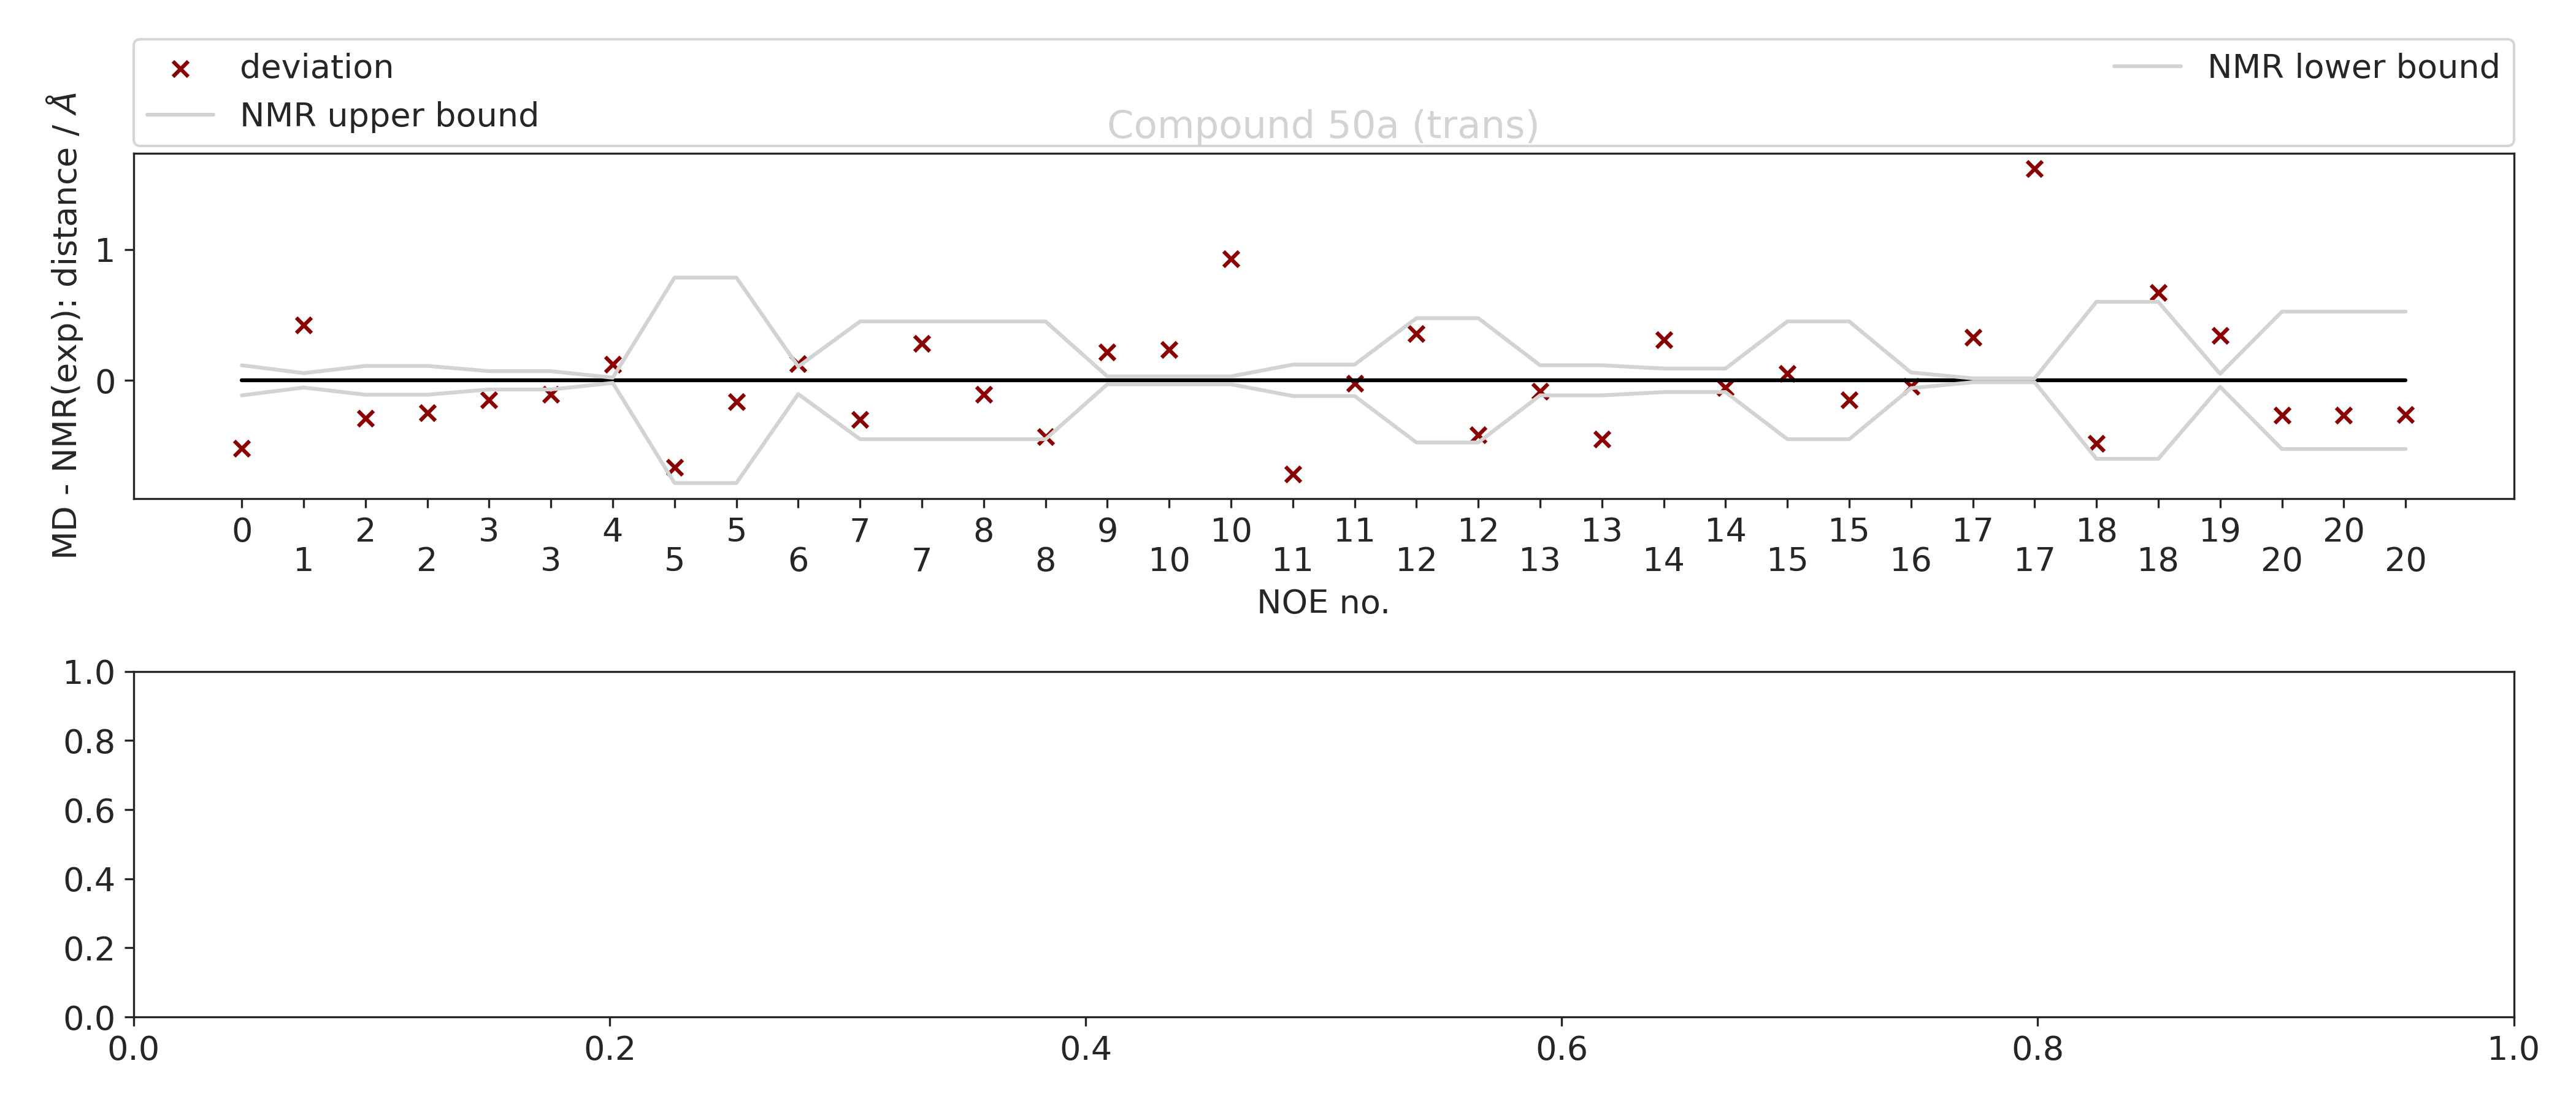 deviation
NMR upper bound
NMR lower bound
Compound 50a (trans)
MD - NMR(exp): distance / Å
1
0
0 2 3 4 5 7 8 9 10 11 12 13 14 15 17 18 19 20
1 2 3 5 6 7 8 10 11 12 13 14 15 16 17 18 20 20
NOE no.
1.0
0.8
0.6
0.4
0.2
0.0
0.0 0.2 0.4 0.6 0.8 1.0